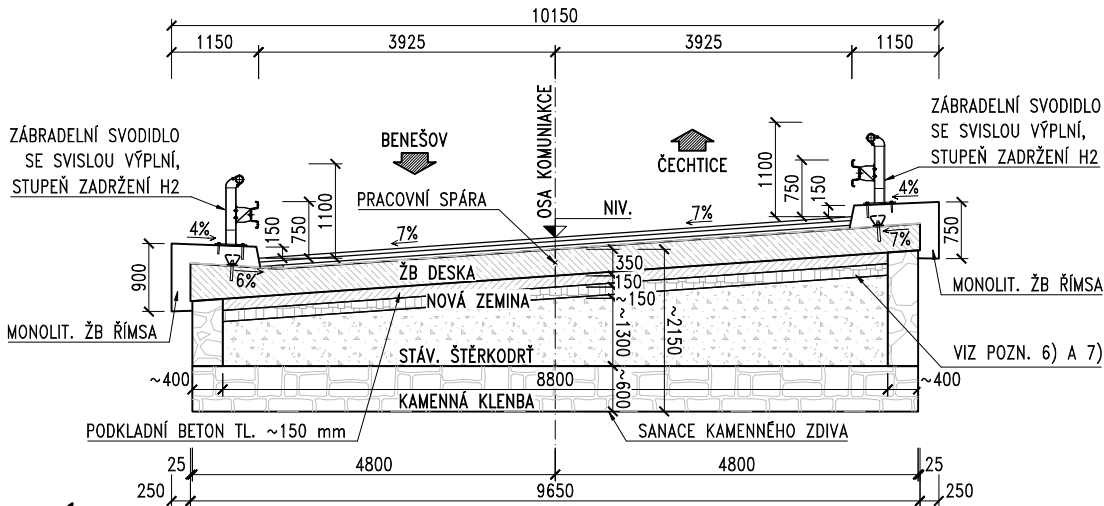 10150
1150 3925 3925 1150
ZÁBRADELNÍ SVODIDLO
SE SVISLOU VÝPLNÍ,
STUPEŇ ZADRŽENÍ H2
BENEŠOV
OSA KOMUNIAKCE
ČECHTICE
ZÁBRADELNÍ SVODIDLO
SE SVISLOU VÝPLNÍ,
STUPEŇ ZADRŽENÍ H2
PRACOVNÍ SPÁRA
NIV.
1100
750
150
1100
750
150
4%
7%
7%
4%
6%
7%
900
750
ŽB DESKA
350
150
~150
NOVÁ ZEMINA
~1300
~2150
MONOLIT. ŽB ŘÍMSA
MONOLIT. ŽB ŘÍMSA
STÁV. ŠTĚRKODRŤ
VIZ POZN. 6) A 7)
~400 8800 ~400
~600
KAMENNÁ KLENBA
PODKLADNÍ BETON TL. ~150 mm
SANACE KAMENNÉHO ZDIVA
25 4800 4800 25
250 9650 250